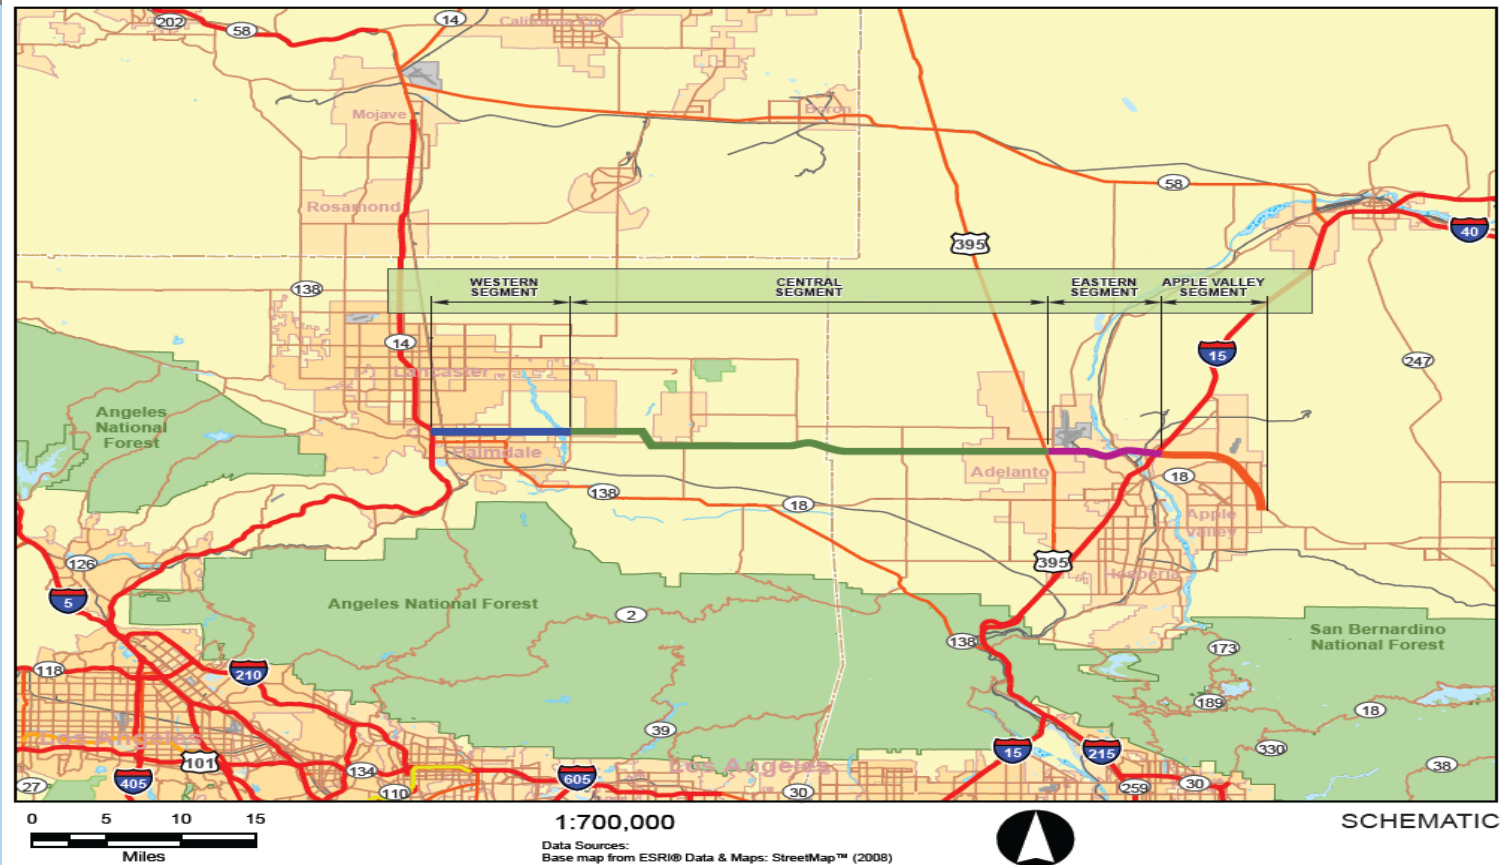 202
58
14
California City
Mojave
Boron
58
Rosamond
395
40
138
WESTERN
SEGMENT
CENTRAL
SEGMENT
EASTERN
SEGMENT
APPLE VALLEY
SEGMENT
14
15
247
Lancaster
Angeles
National
Forest
Palmdale
Adelanto
18
138
18
Apple
Valley
126
395
Hesperia
5
Angeles National Forest
2
138
San Bernardino
National Forest
173
118
210
189
18
39
330
Los Angeles
101
15
215
Los Angeles
38
27
405
134
110
605
30
259
30
0 5 10 15
Miles
1:700,000
Data Sources:
Base map from ESRI® Data & Maps: StreetMap™ (2008)
SCHEMATIC